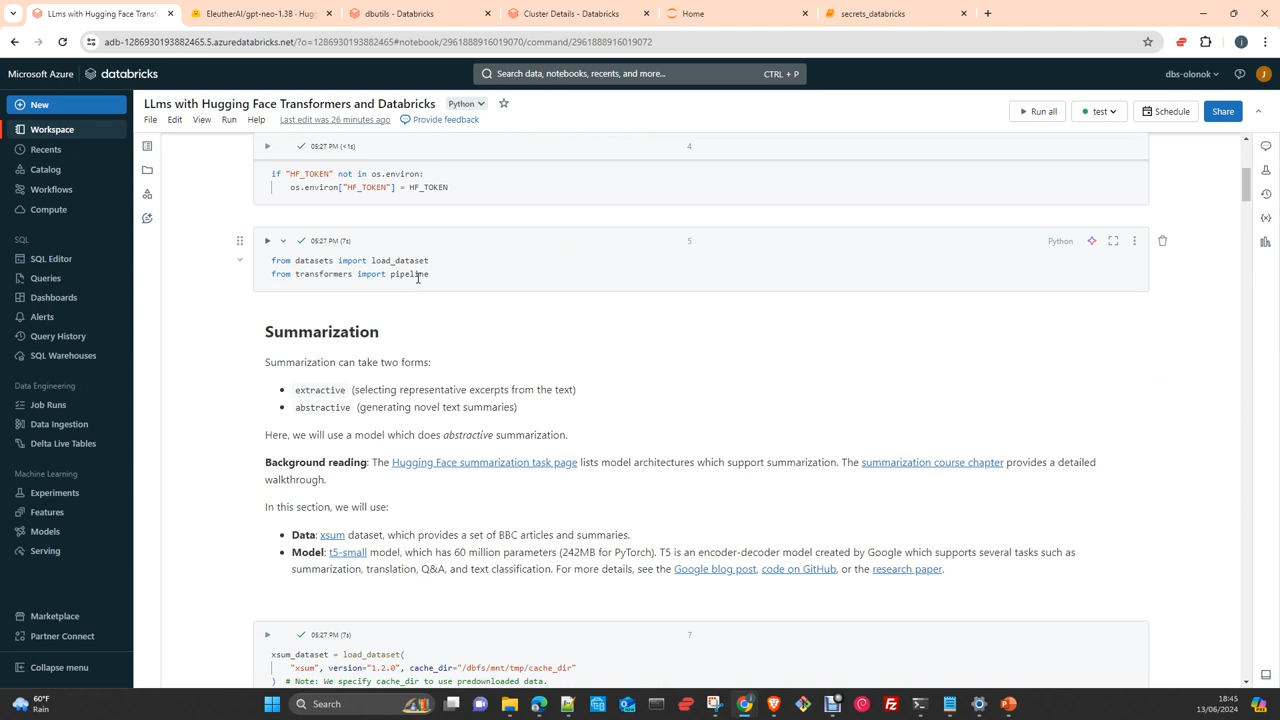 LLms with Hugging Face Transf
EleutherAI/gpt-neo-1.3B · Hugg
dbutils - Databricks
Cluster Details - Databricks
Home
secrets_databricks
adb-1286930193882465.5.azuredatabricks.net/?o=1286930193882465#notebook/2961888916019070/command/2961888916019072
Microsoft Azure
databricks
Search data, notebooks, recents, and more...
CTRL + P
dbs-olonok
J
New
Workspace
Recents
Catalog
Workflows
Compute
SQL
SQL Editor
Queries
Dashboards
Alerts
Query History
SQL Warehouses
Data Engineering
Job Runs
Data Ingestion
Delta Live Tables
Machine Learning
Experiments
Features
Models
Serving
Marketplace
Partner Connect
Collapse menu
LLms with Hugging Face Transformers and Databricks
Python
File Edit View Run Help
Last edit was 26 minutes ago
Provide feedback
Run all
test
Schedule
Share
05:27 PM (<1s)
4
if "HF_TOKEN" not in os.environ:
os.environ["HF_TOKEN"] = HF_TOKEN
05:27 PM (7s)
5
Python
from datasets import load_dataset
from transformers import pipeline
Summarization
Summarization can take two forms:
extractive (selecting representative excerpts from the text)
abstractive (generating novel text summaries)
Here, we will use a model which does abstractive summarization.
Background reading: The Hugging Face summarization task page lists model architectures which support summarization. The summarization course chapter provides a detailed
walkthrough.
In this section, we will use:
Data: xsum dataset, which provides a set of BBC articles and summaries.
Model: t5-small model, which has 60 million parameters (242MB for PyTorch). T5 is an encoder-decoder model created by Google which supports several tasks such as
summarization, translation, Q&A, and text classification. For more details, see the Google blog post, code on GitHub, or the research paper.
05:27 PM (7s)
7
xsum_dataset = load_dataset(
"xsum", version="1.2.0", cache_dir="/dbfs/mnt/tmp/cache_dir"
) # Note: We specify cache_dir to use predownloaded data.
60°F
Rain
Search
18:45
13/06/2024